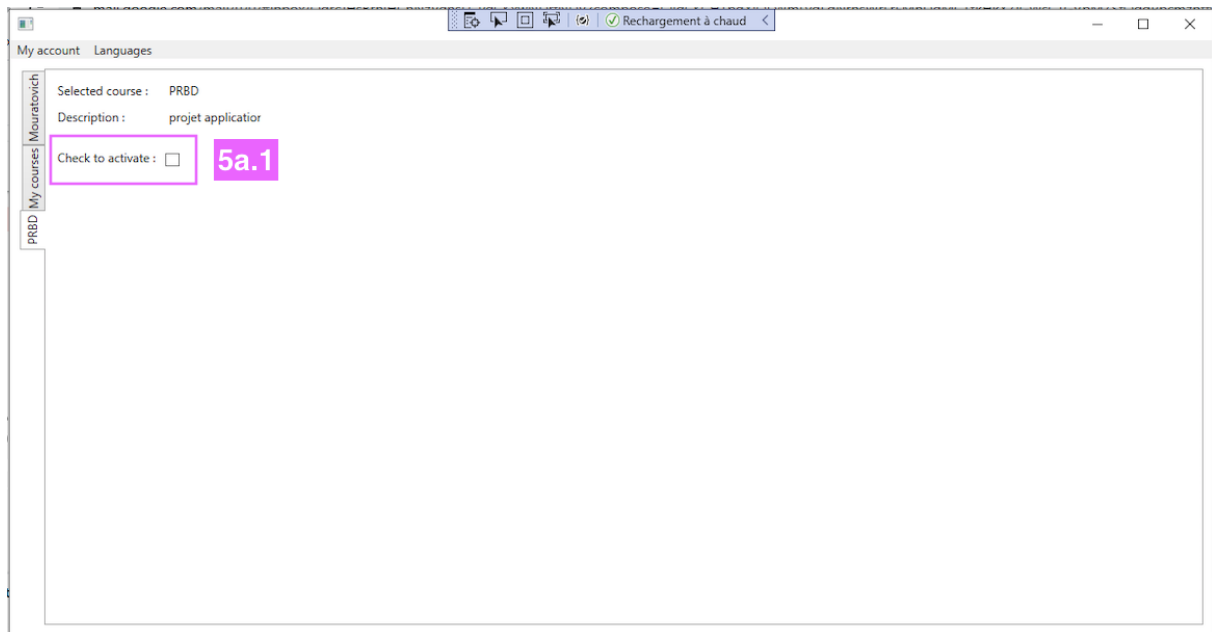 Rechargement à chaud
My account Languages
Mouratovich
My courses
PRBD
Selected course : PRBD
Description : projet applicatior
Check to activate :
5a.1